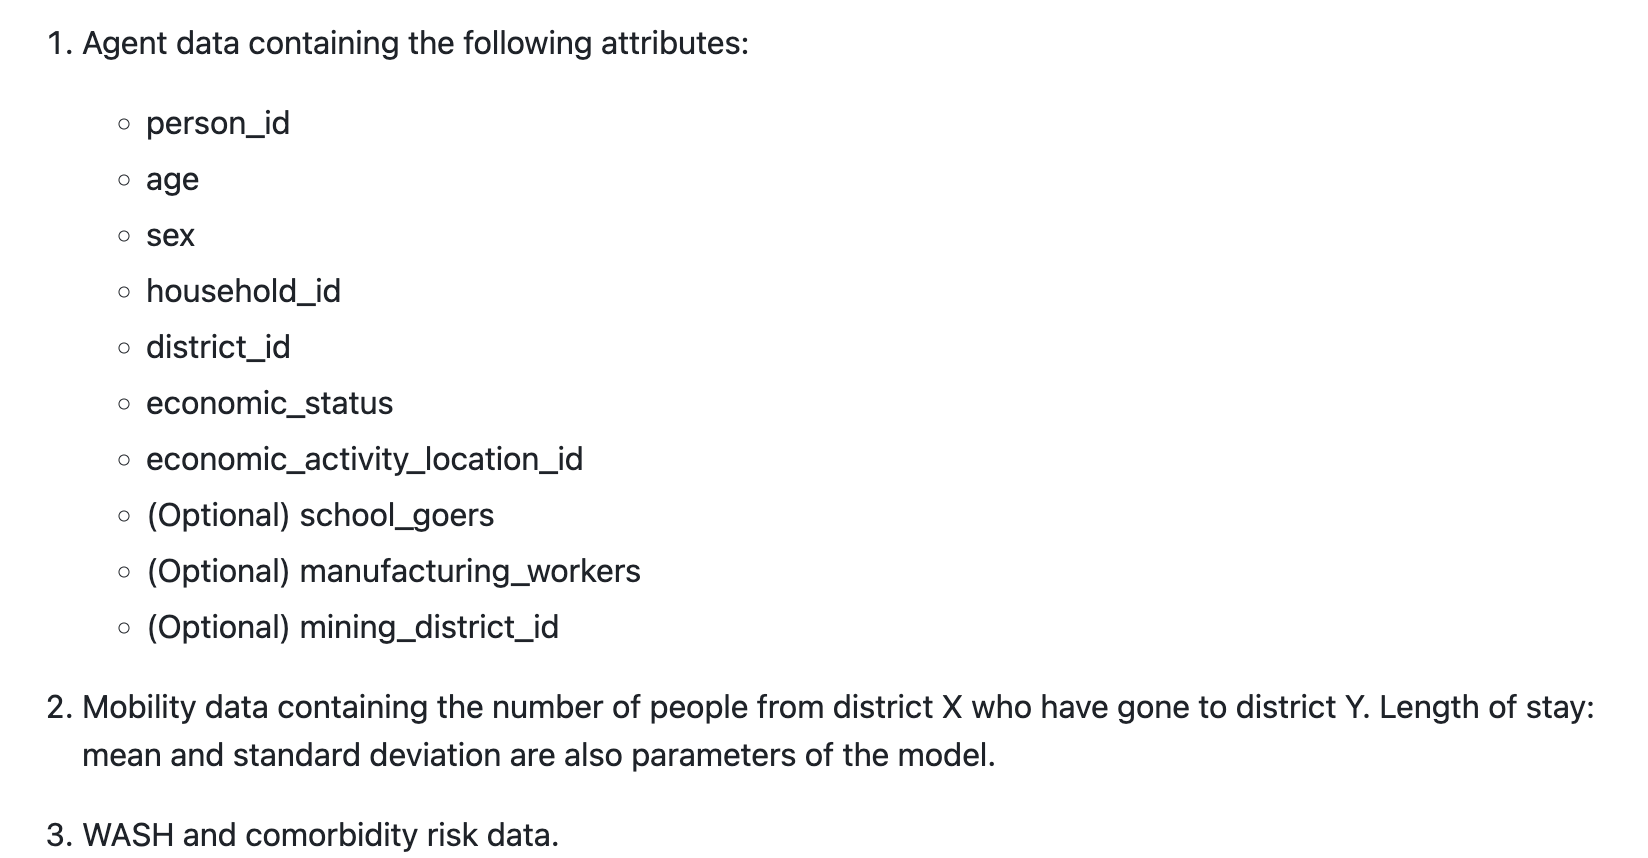 1. Agent data containing the following attributes:
◦ person_id
◦ age
◦ sex
◦ household_id
◦ district_id
◦ economic_status
◦ economic_activity_location_id
◦ (Optional) school_goers
◦ (Optional) manufacturing_workers
◦ (Optional) mining_district_id
2. Mobility data containing the number of people from district X who have gone to district Y. Length of stay:
mean and standard deviation are also parameters of the model.
3. WASH and comorbidity risk data.